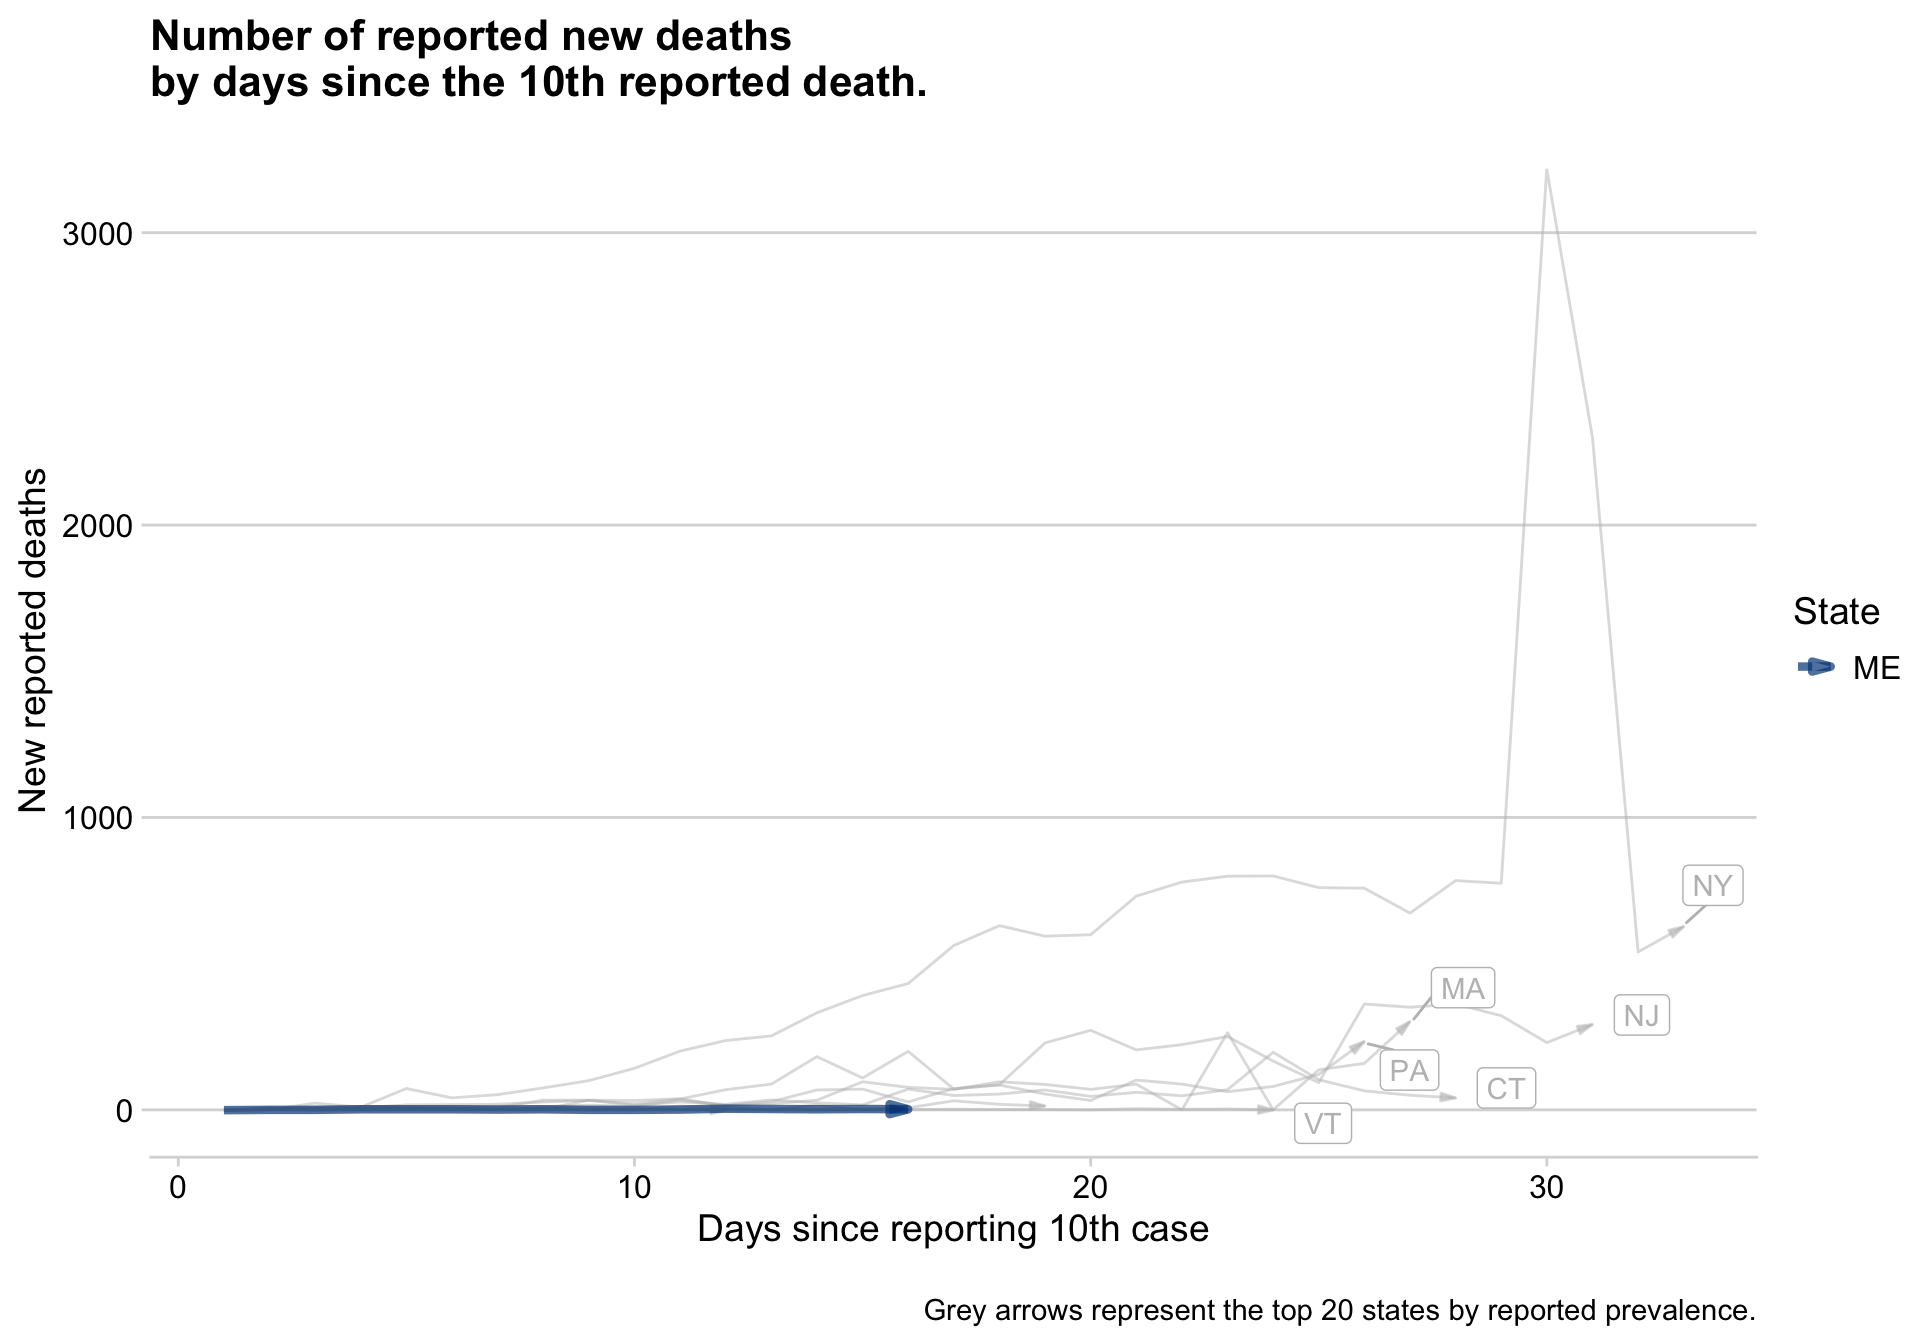 Number of reported new deaths
by days since the 10th reported death.
New reported deaths
3000
2000
1000
0
NY
MA
NJ
PA
CT
VT
State
ME
0
10
20
30
Days since reporting 10th case
Grey arrows represent the top 20 states by reported prevalence.